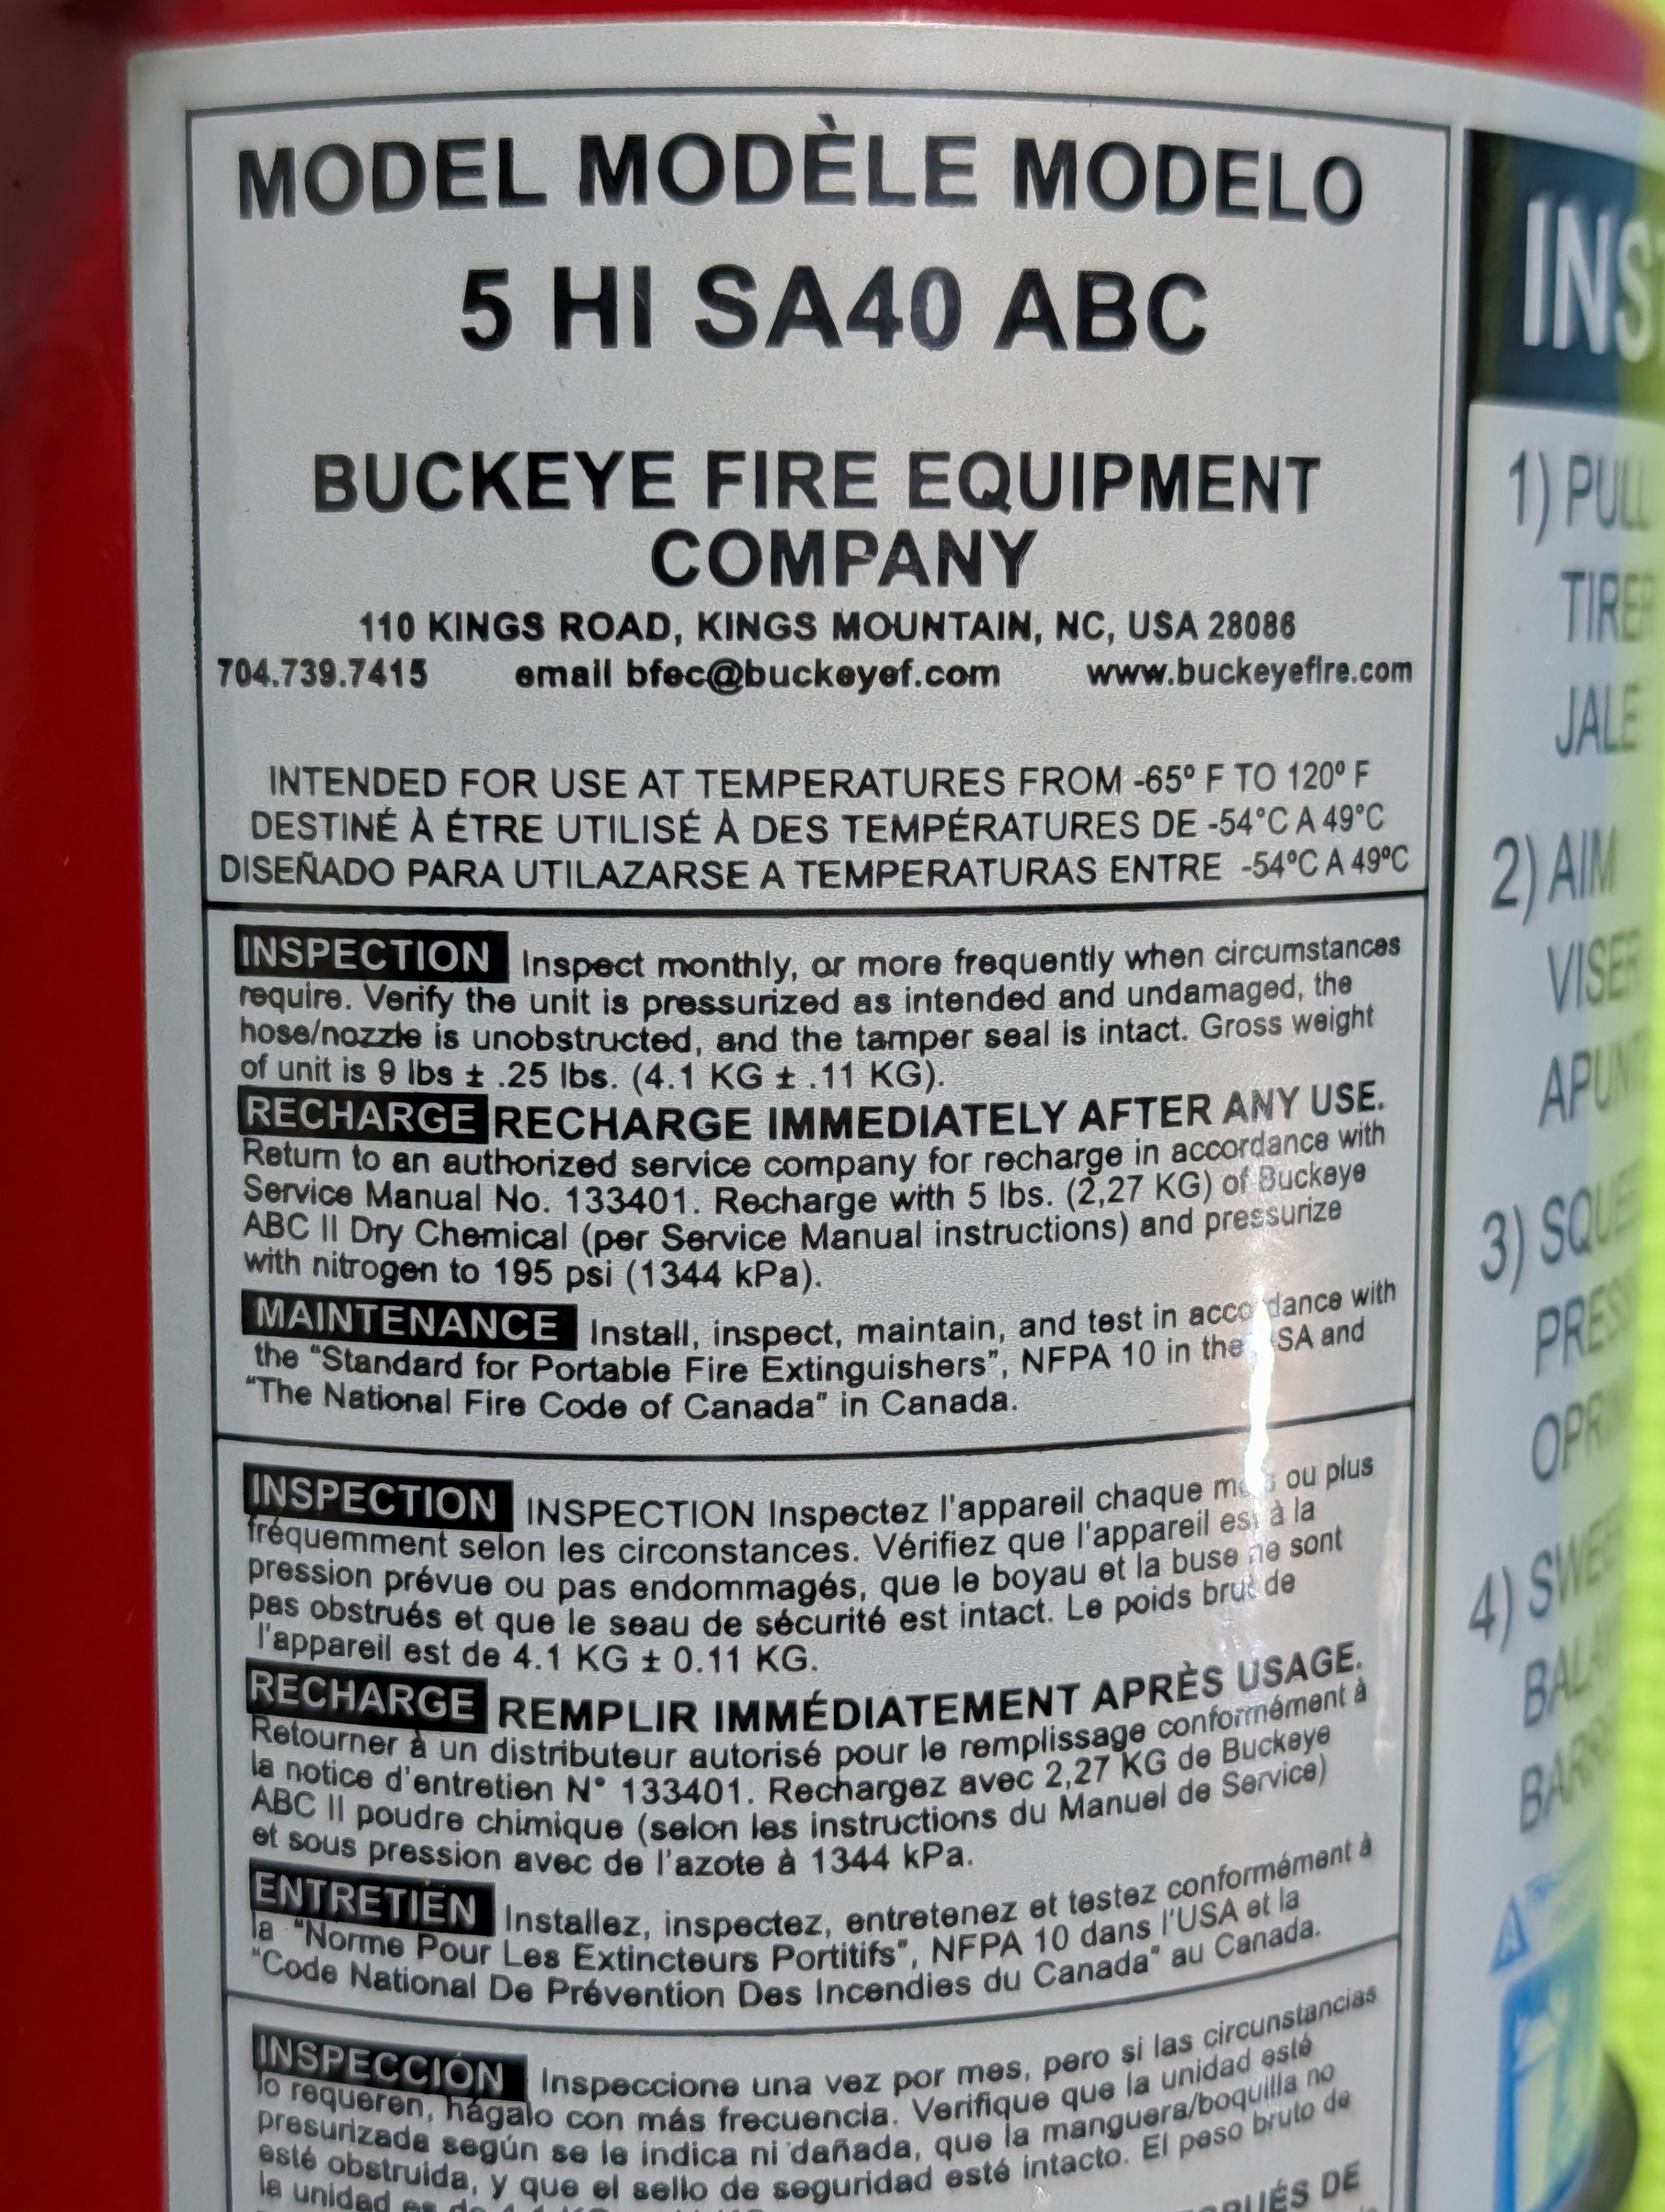 MODEL MODÈLE MODELO
5 HI SA40 ABC
BUCKEYE FIRE EQUIPMENT
COMPANY
110 KINGS ROAD, KINGS MOUNTAIN, NC, USA 28086
704.739.7415 email bfec@buckeyef.com www.buckeyefire.com
INTENDED FOR USE AT TEMPERATURES FROM -65º F TO 120º F
DESTINÉ À ÉTRE UTILISÉ À DES TEMPÉRATURES DE -54°C A 49°C
DISEÑADO PARA UTILAZARSE A TEMPERATURAS ENTRE -54ºC A 49ºC
INSPECTION Inspect monthly, or more frequently when circumstances
require. Verify the unit is pressurized as intended and undamaged, the
hose/nozzle is unobstructed, and the tamper seal is intact. Gross weight
of unit is 9 lbs ± .25 lbs. (4.1 KG ± .11 KG).
RECHARGE RECHARGE IMMEDIATELY AFTER ANY USE.
Return to an authorized service company for recharge in accordance with
Service Manual No. 133401. Recharge with 5 lbs. (2,27 KG) of Buckeye
ABC II Dry Chemical (per Service Manual instructions) and pressurize
with nitrogen to 195 psi (1344 kPa).
MAINTENANCE Install, inspect, maintain, and test in accordance with
the “Standard for Portable Fire Extinguishers”, NFPA 10 in the USA and
“The National Fire Code of Canada” in Canada.
INSPECTION INSPECTION Inspectez l'appareil chaque mois ou plus
fréquemment selon les circonstances. Vérifiez que l'appareil est à la
pression prévue ou pas endommagés, que le boyau et la buse ne sont
pas obstrués et que le seau de sécurité est intact. Le poids brut de
l'appareil est de 4.1 KG ± 0.11 KG.
RECHARGE REMPLIR IMMÉDIATEMENT APRÈS USAGE.
Retourner à un distributeur autorisé pour le remplissage conformément à
la notice d'entretien N° 133401. Rechargez avec 2,27 KG de Buckeye
ABC II poudre chimique (selon les instructions du Manuel de Service)
et sous pression avec de l'azote à 1344 kPa.
ENTRETIEN Installez, inspectez, entretenez et testez conformément à
la “Norme Pour Les Extincteurs Portitifs”, NFPA 10 dans l'USA et la
“Code National De Prévention Des Incendies du Canada” au Canada.
INSPECCIÓN Inspeccione una vez por mes, pero si las circunstancias
lo requeren, hágalo con más frecuencia. Verifique que la unidad esté
presurizada según se le indica ni dañada, que la manguera/boquilla no
esté obstruida, y que el sello de seguridad esté intacto. El peso bruto de
la unidad
DE
1) PULL
TIRER
JALE
2) AIM
VISER
3)
4)